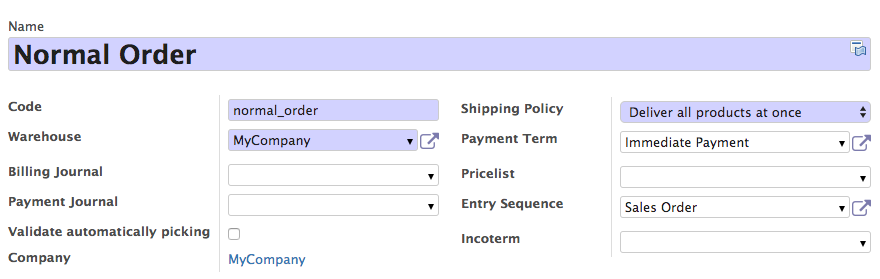 Name
Normal Order
Code
normal_order
Warehouse
MyCompany
Billing Journal
Payment Journal
Validate automatically picking
Company
MyCompany
Shipping Policy
Deliver all products at once
Payment Term
Immediate Payment
Pricelist
Entry Sequence
Sales Order
Incoterm